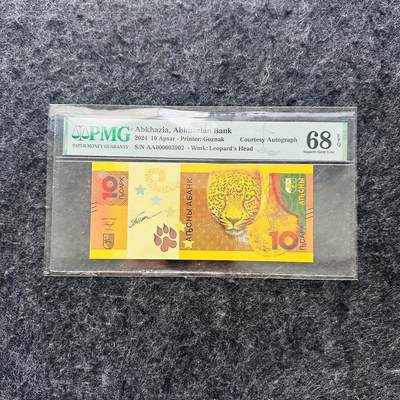 PMG
PAPER MONEY GUARANTY
Abkhazia, Abkhazian Bank
2024 10 Apsar - Printer: Goznak
Courtesy Autograph
S/N AA000003902 - Wmk: Leopard's Head
68 EPQ
Superb Gem Unc
10
АԤСНЫ АБАНК
10